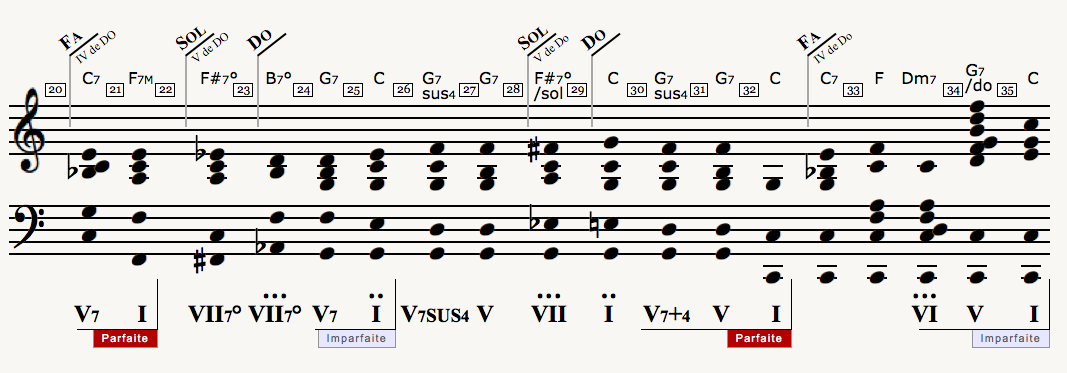 FA SOL DO SOL DO FA
IV de DO V de DO V de Do IV de Do
C7 F7M F#7° B7° G7 C G7 G7 F#7° C G7 G7 C C7 F Dm7 G7 C
sus4 /sol sus4 /do
20 21 22 23 24 25 26 27 28 29 30 31 32 33 34 35
V7 I VII7° VII7° V7 I V7SUS4 V VII I V7+4 V I VI V I
Parfaite Imparfaite Parfaite Imparfaite